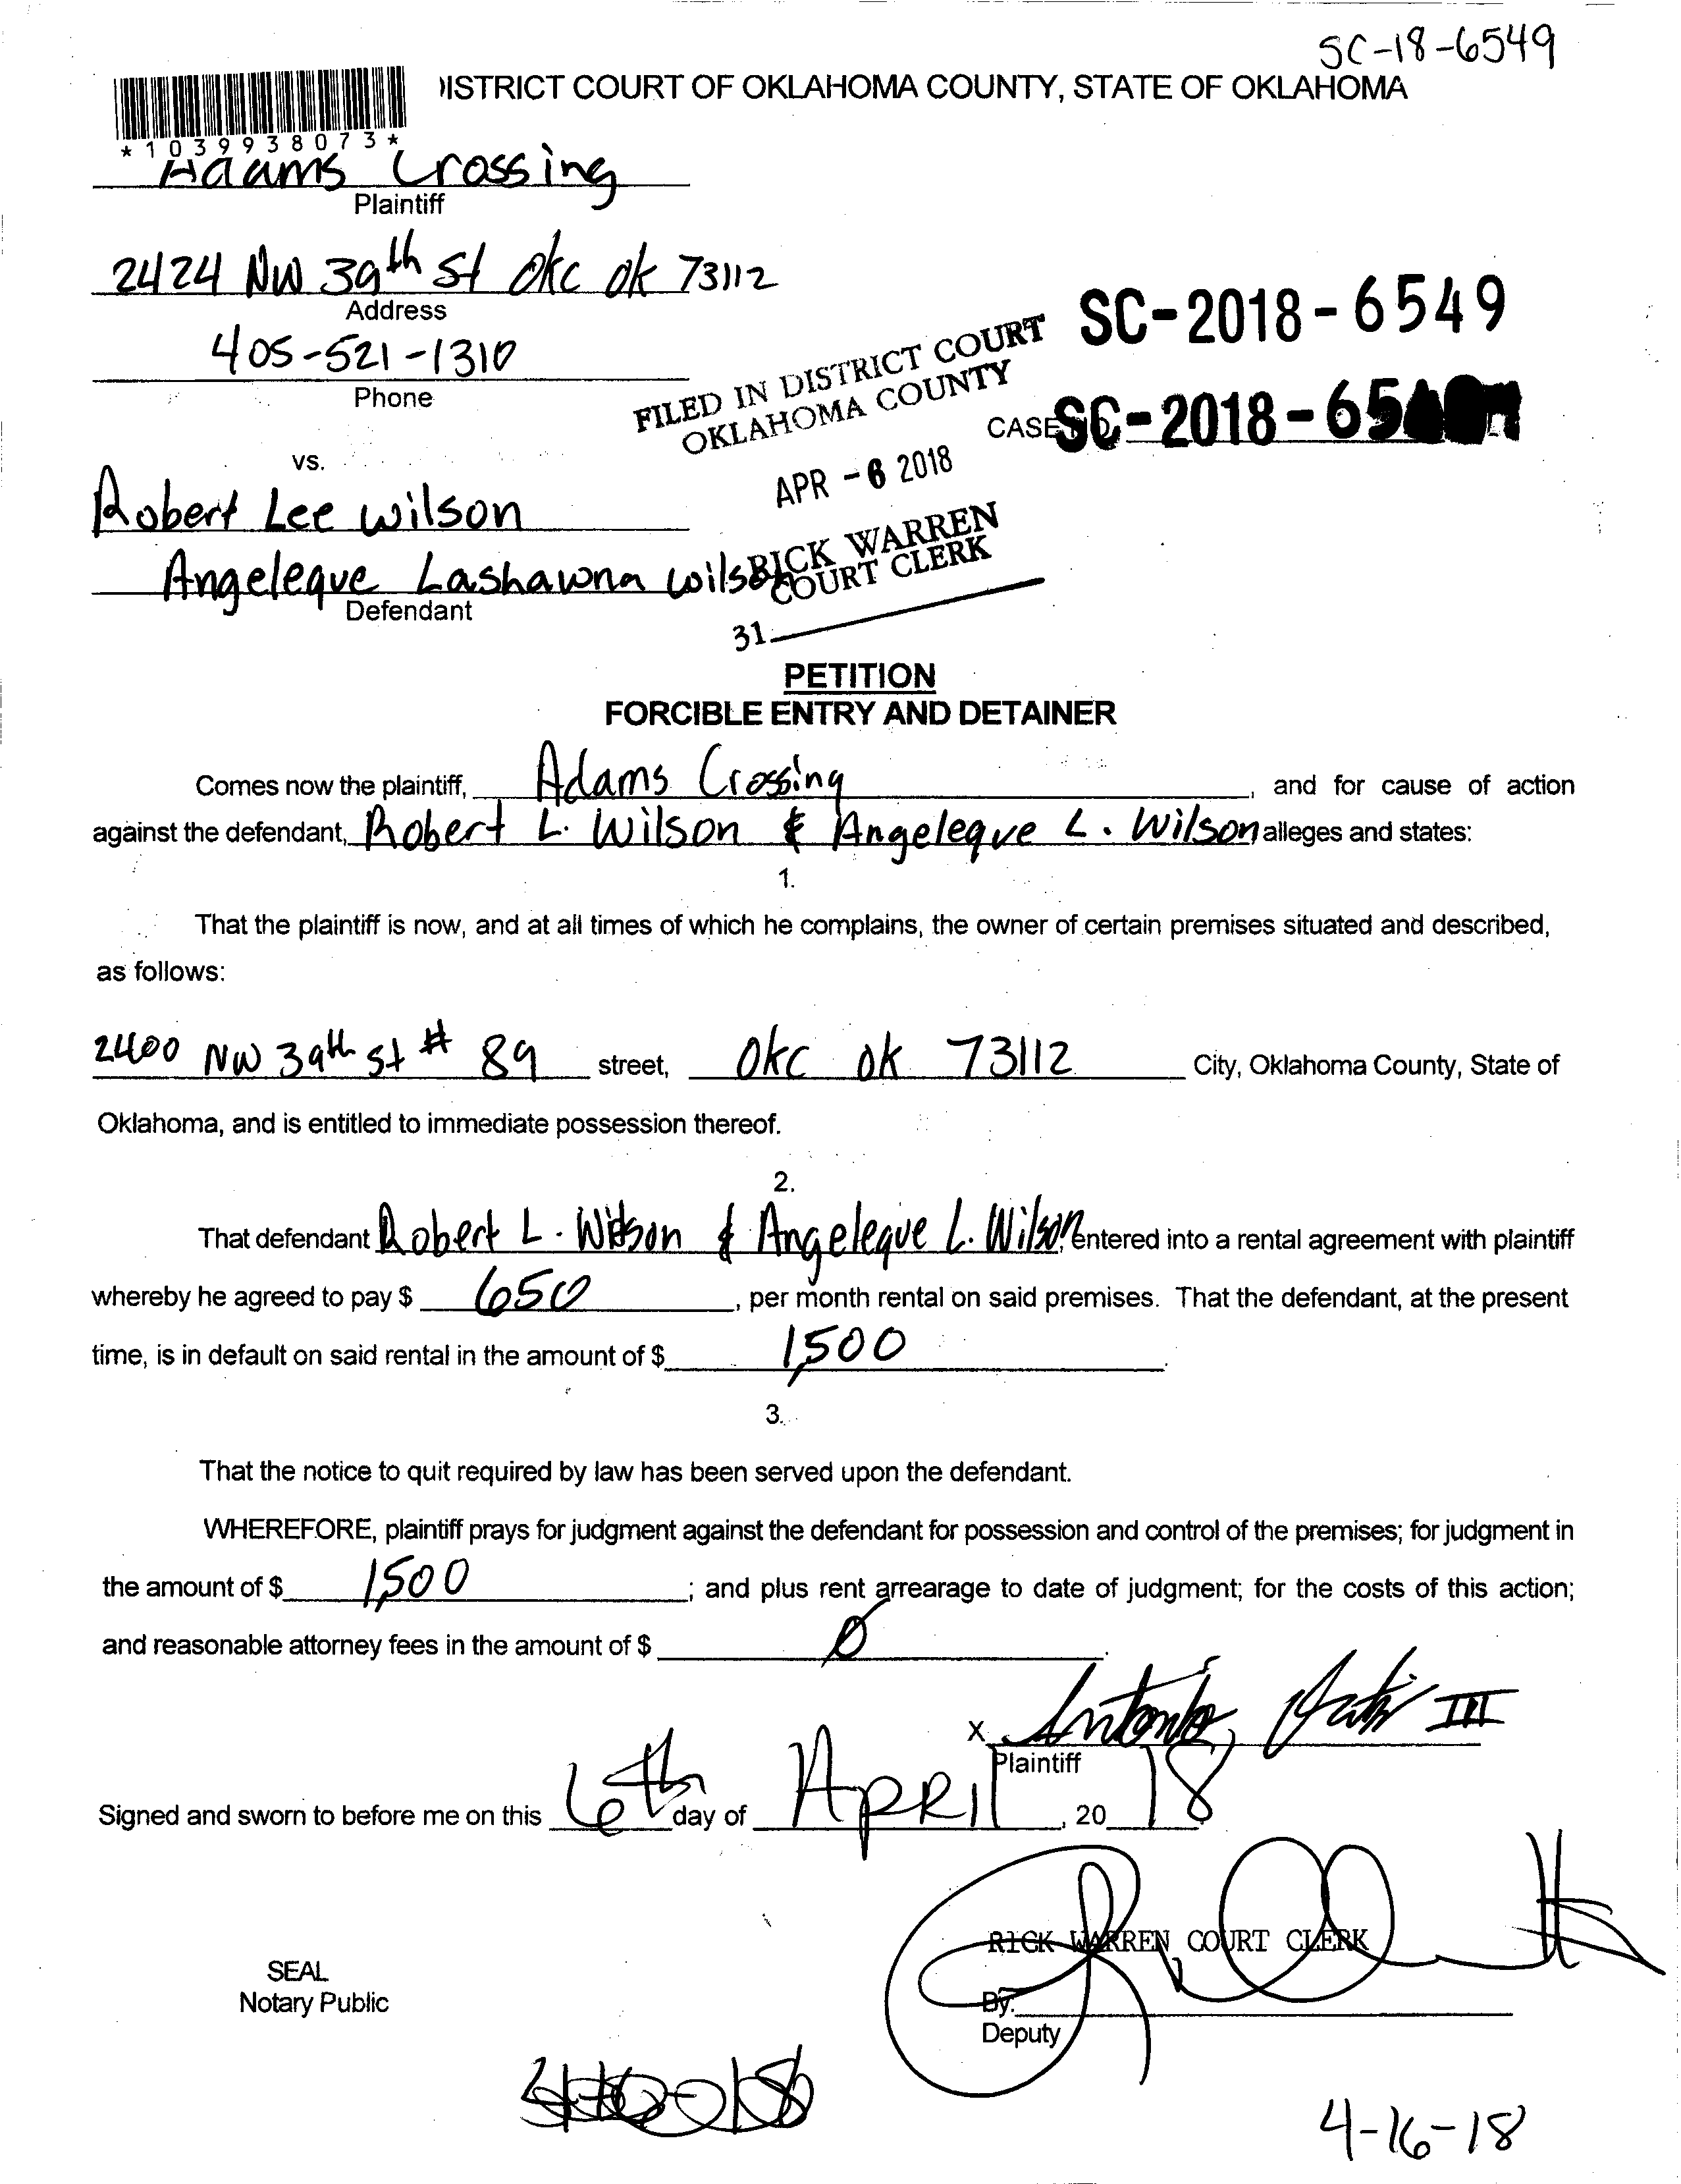 SC-18-6549
ISTRICT COURT OF OKLAHOMA COUNTY, STATE OF OKLAHOMA
*1039938073*
Adams Crossing
Plaintiff
2424 NW 39th St Okc Ok 73112
Address
405-521-1310
Phone
SC-2018-6549
FILED IN DISTRICT COURT
OKLAHOMA COUNTY
CASE
SC-2018-65
APR -6 2018
vs.
Robert Lee Wilson
RICK WARREN
COURT CLERK
Angeleque Lashawna Wilson
Defendant
31
PETITION
FORCIBLE ENTRY AND DETAINER
Comes now the plaintiff, Adams Crossing, and for cause of action
against the defendant, Robert L. Wilson & Angeleque L. Wilson alleges and states:
1.
That the plaintiff is now, and at all times of which he complains, the owner of certain premises situated and described,
as follows:
2400 NW 39th St # 89 street, Okc Ok 73112 City, Oklahoma County, State of
Oklahoma, and is entitled to immediate possession thereof.
2.
That defendant Robert L. Wilson & Angeleque L. Wilson, entered into a rental agreement with plaintiff
whereby he agreed to pay $ 650, per month rental on said premises. That the defendant, at the present
time, is in default on said rental in the amount of $ 1,500.
3.
That the notice to quit required by law has been served upon the defendant.
WHEREFORE, plaintiff prays for judgment against the defendant for possession and control of the premises; for judgment in
the amount of $ 1,500; and plus rent arrearage to date of judgment; for the costs of this action;
and reasonable attorney fees in the amount of $ 0.
X Antonio, III
Plaintiff
Signed and sworn to before me on this 6th day of April, 20 18
RICK WARREN COURT CLERK
SEAL
Notary Public
By:
Deputy
4-16-18